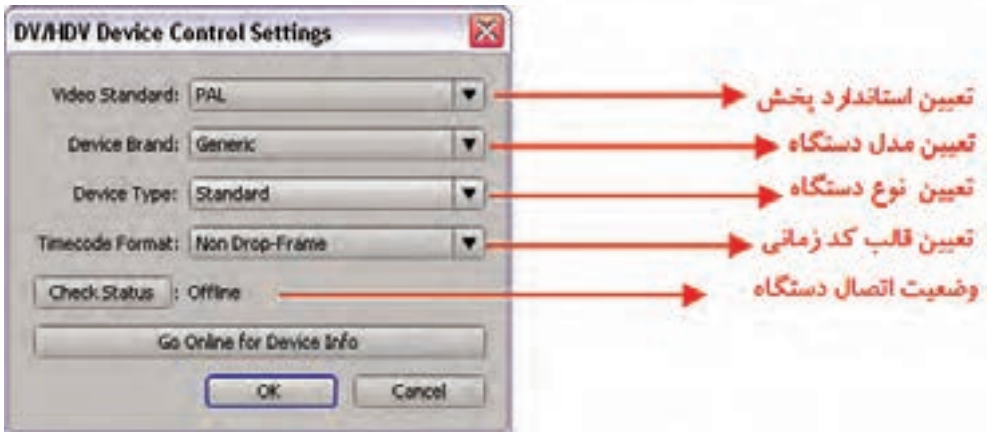 DV/HDV Device Control Settings
Video Standard: PAL
تعیین استاندارد پخش
Device Brand: Generic
تعیین مدل دستگاه
Device Type: Standard
تعیین نوع دستگاه
Timecode Format: Non Drop-Frame
تعیین قالب کد زمانی
Check Status : Offline
وضعیت اتصال دستگاه
Go Online for Device Info
OK Cancel